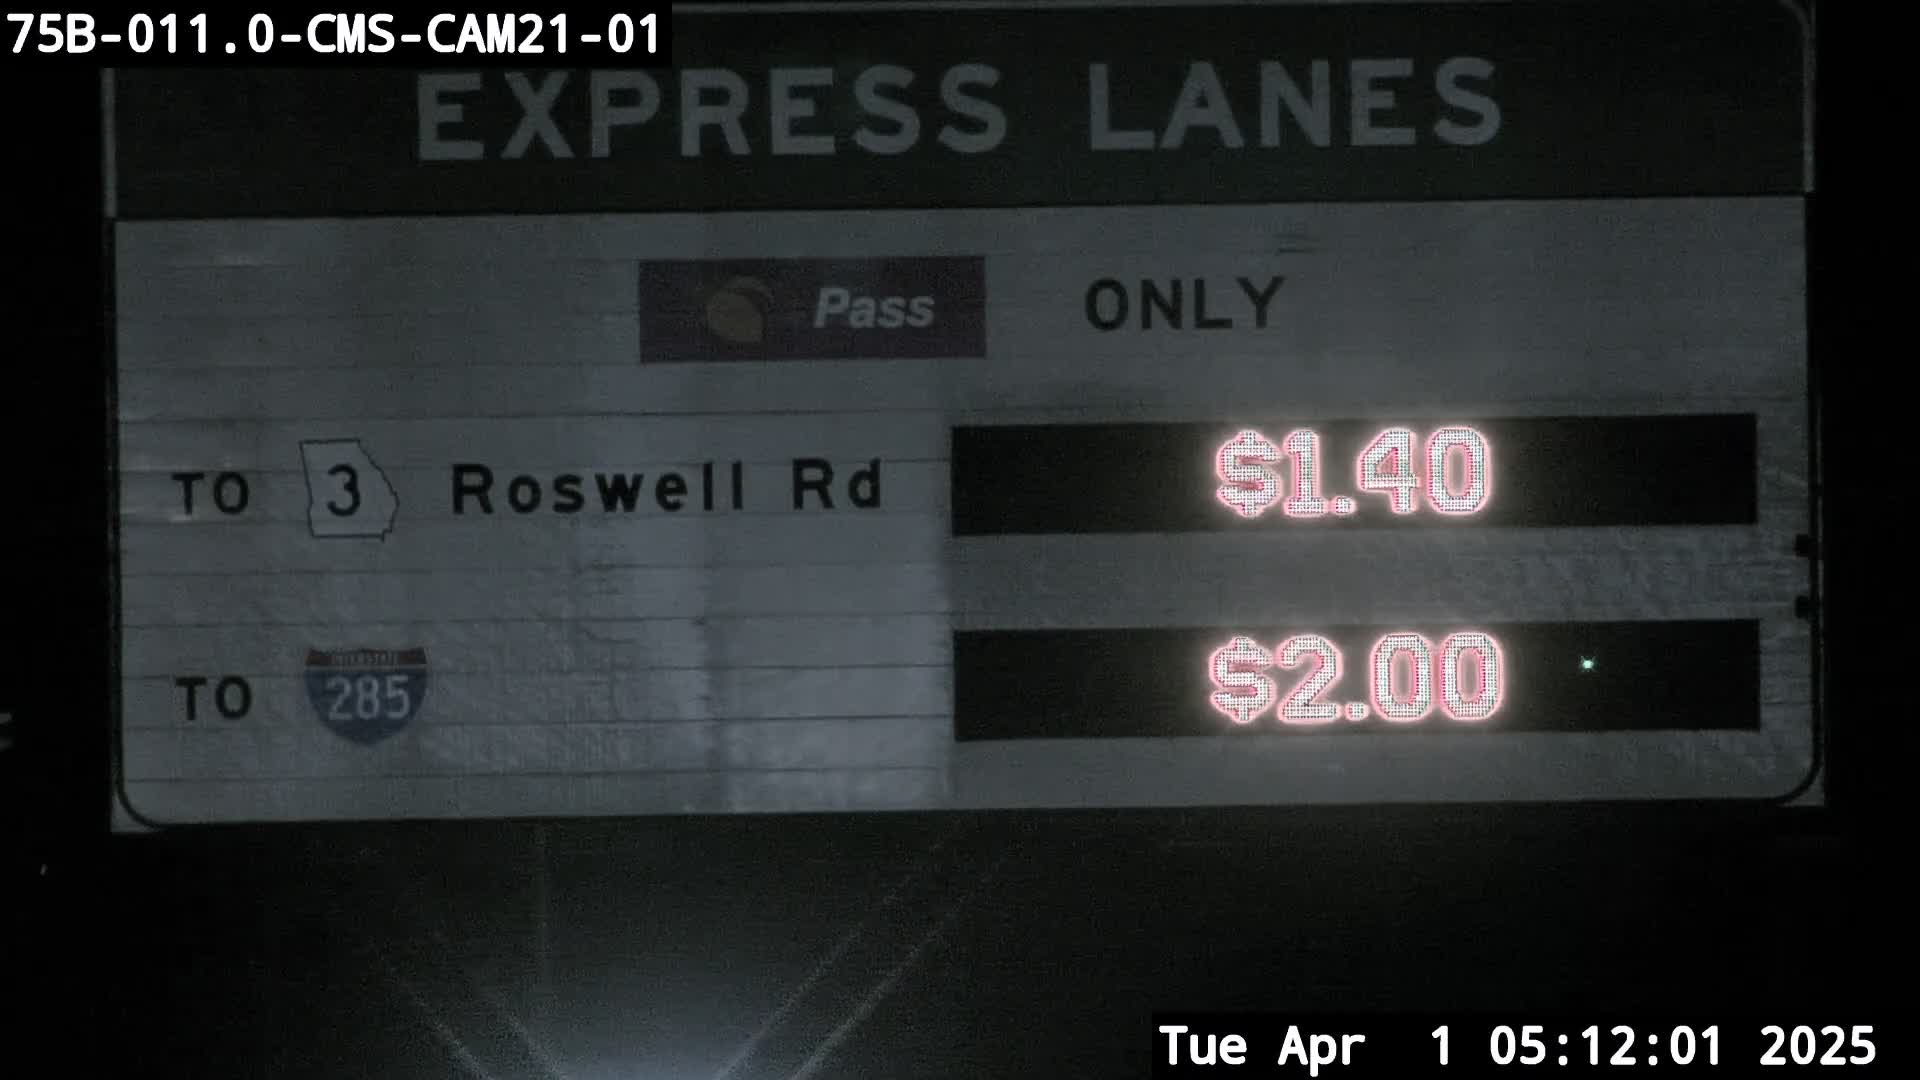 75B-011.0-CMS-CAM21-01
EXPRESS LANES
Pass ONLY
TO 3 Roswell Rd $1.40
INTERSTATE
TO 285 $2.00
Tue Apr 1 05:12:01 2025